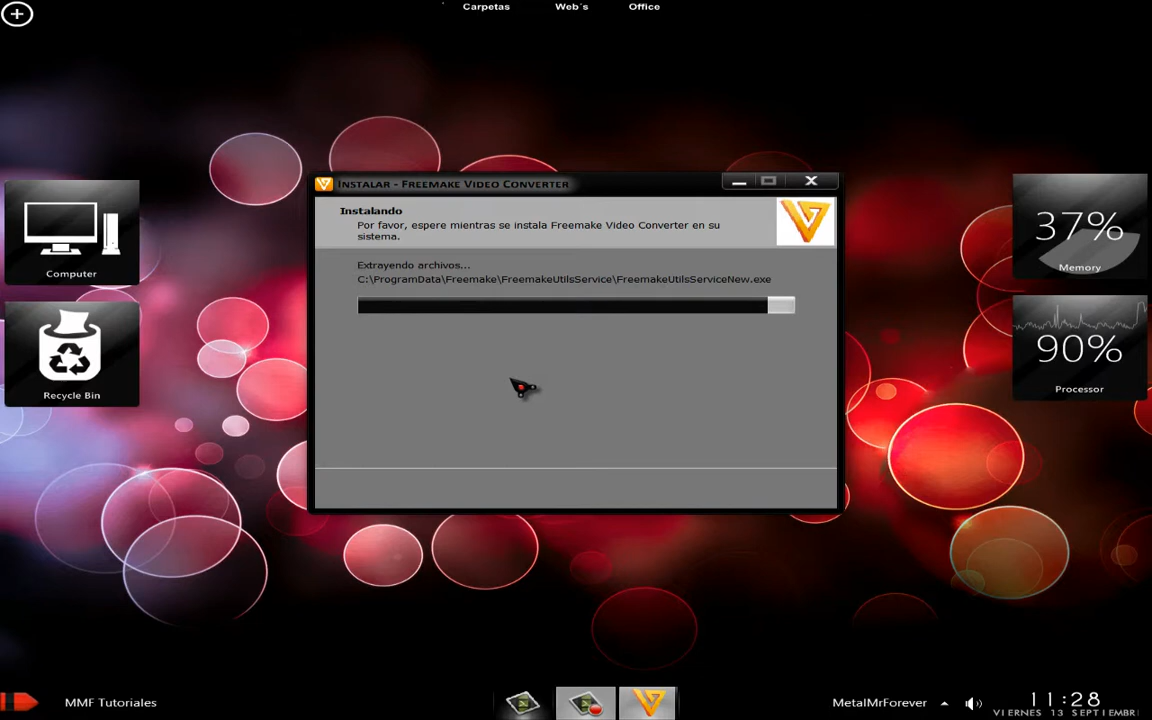 Carpetas Web´s Office
INSTALAR - FREEMAKE VIDEO CONVERTER
Instalando
Por favor, espere mientras se instala Freemake Video Converter en su
sistema.
Extrayendo archivos...
C:\ProgramData\Freemake\FreemakeUtilsService\FreemakeUtilsServiceNew.exe
Computer
Recycle Bin
37%
Memory
90%
Processor
MMF Tutoriales
MetalMrForever
11:28
VIERNES 13 SEPTIEMBR